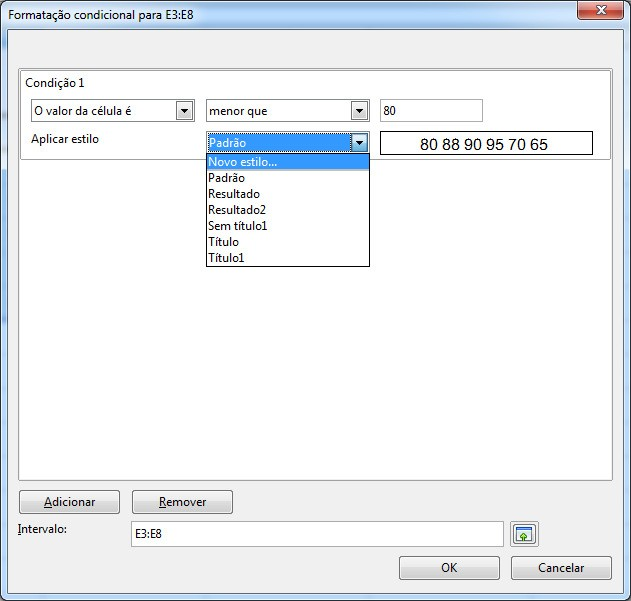 Formatação condicional para E3:E8
Condição 1
O valor da célula é menor que 80
Aplicar estilo Padrão 80 88 90 95 70 65
Novo estilo...
Padrão
Resultado
Resultado2
Sem título1
Título
Título1
Adicionar Remover
Intervalo: E3:E8
OK Cancelar